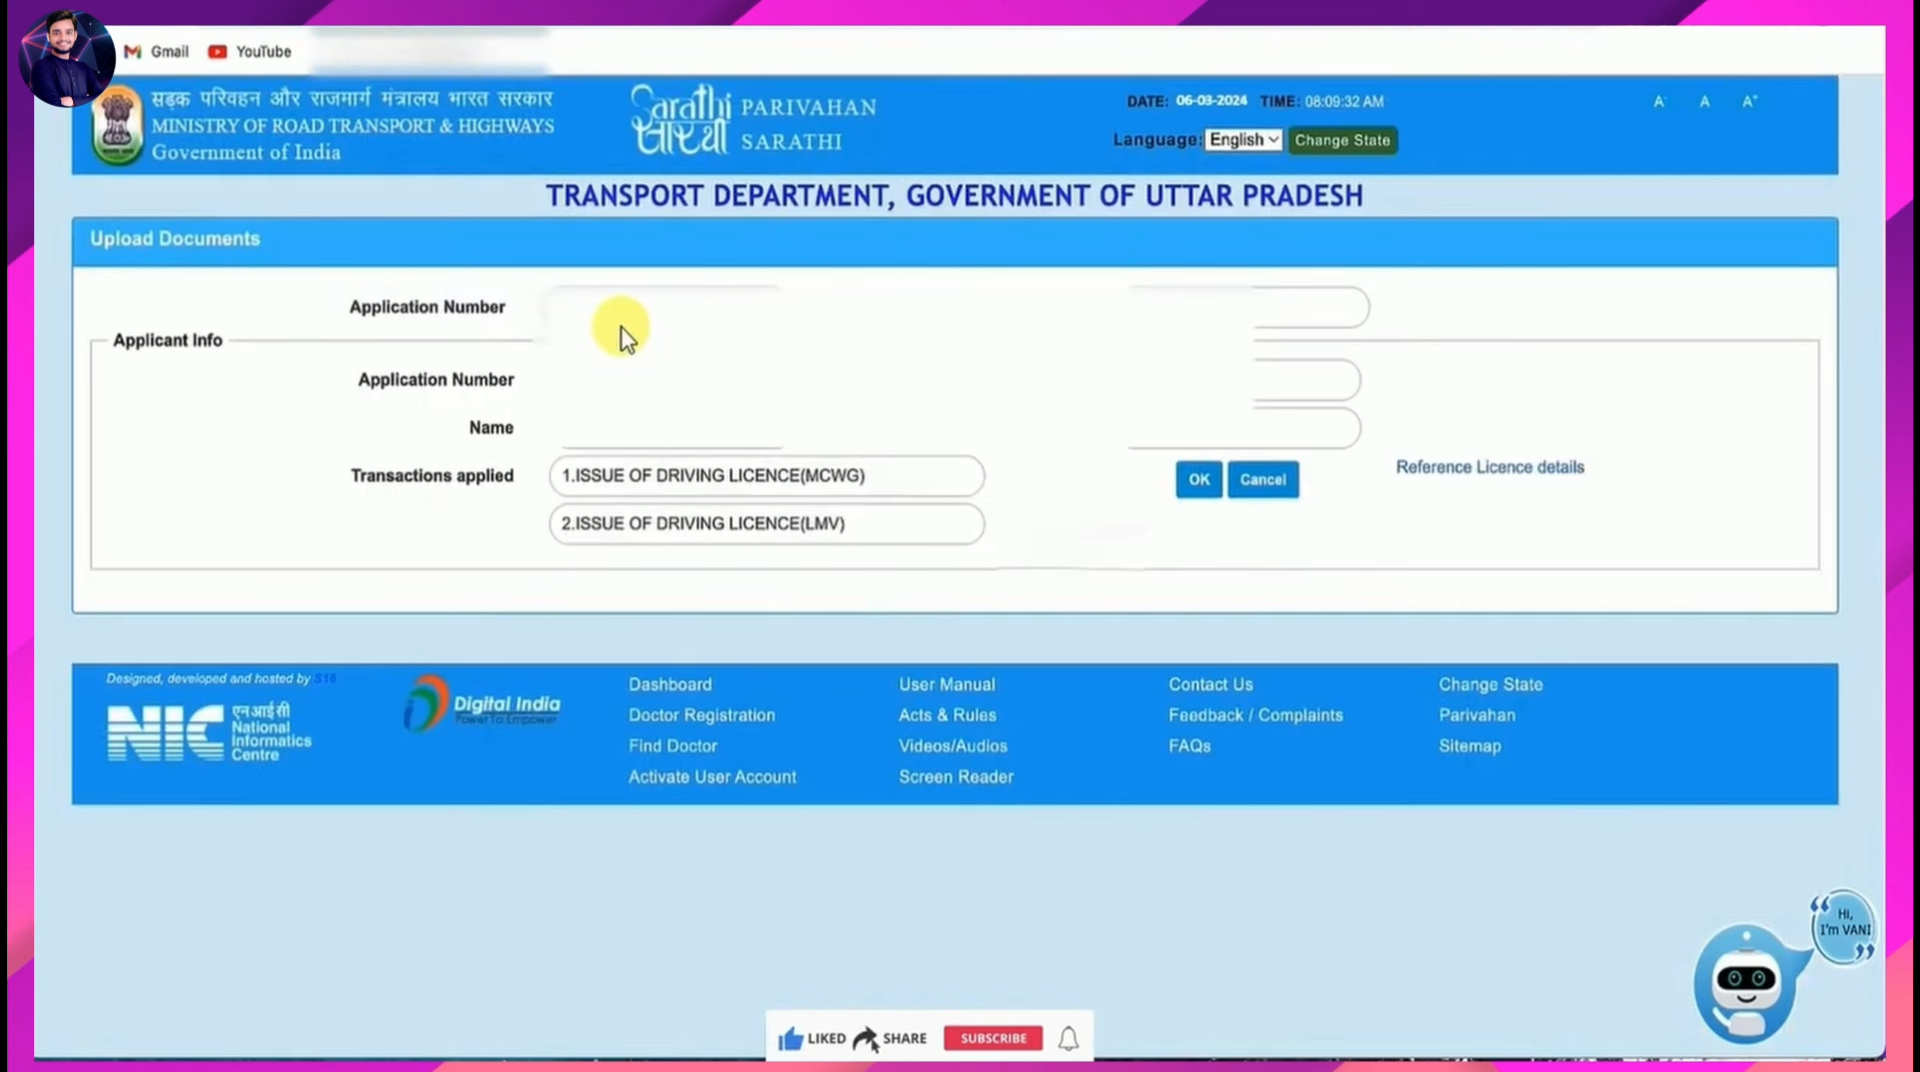 Gmail YouTube
सड़क परिवहन और राजमार्ग मंत्रालय भारत सरकार
MINISTRY OF ROAD TRANSPORT & HIGHWAYS
Government of India
Sarathi
सारथी
PARIVAHAN
SARATHI
DATE: 06-03-2024 TIME: 08:09:32 AM
Language: English Change State
A- A A+
TRANSPORT DEPARTMENT, GOVERNMENT OF UTTAR PRADESH
Upload Documents
Application Number
Applicant Info
Application Number
Name
Transactions applied 1.ISSUE OF DRIVING LICENCE(MCWG)
2.ISSUE OF DRIVING LICENCE(LMV)
OK Cancel
Reference Licence details
Designed, developed and hosted by S16
NIC
एन आई सी
National
Informatics
Centre
Digital India
Power To Empower
Dashboard
Doctor Registration
Find Doctor
Activate User Account
User Manual
Acts & Rules
Videos/Audios
Screen Reader
Contact Us
Feedback / Complaints
FAQs
Change State
Parivahan
Sitemap
Hi,
I'm VANI
LIKED SHARE SUBSCRIBE